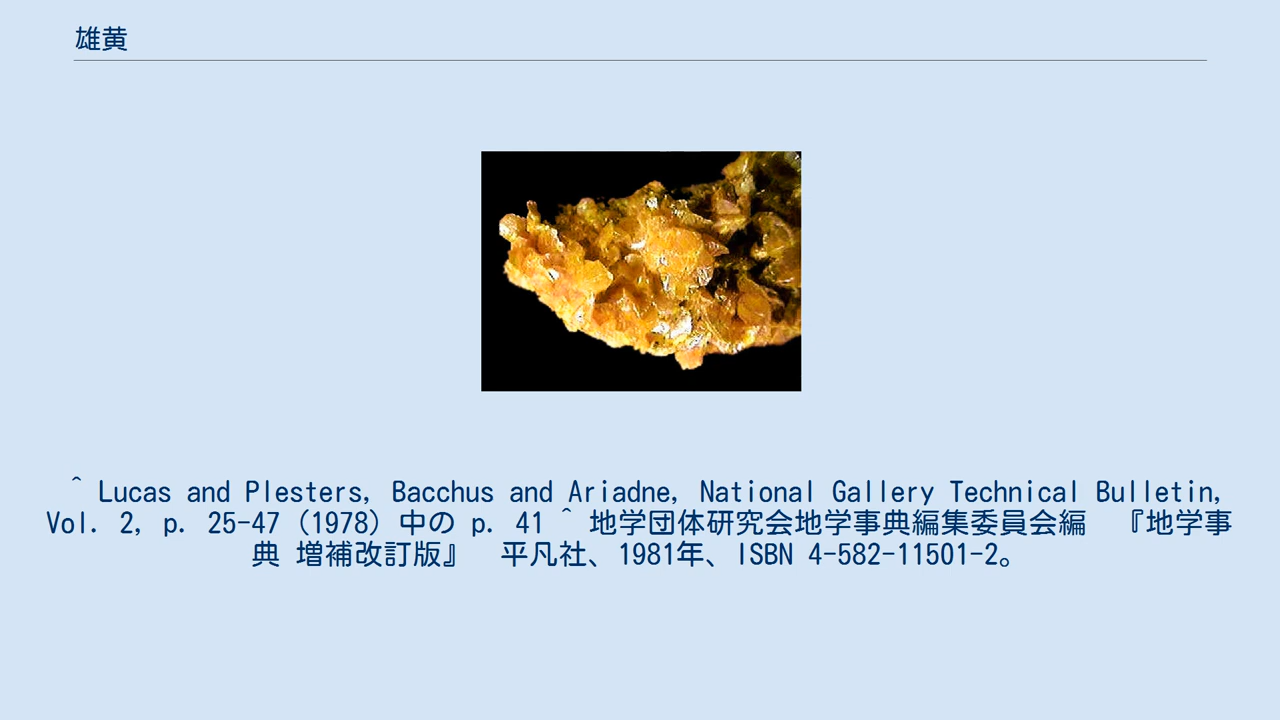 雄黄
^ Lucas and Plesters, Bacchus and Ariadne, National Gallery Technical Bulletin,
Vol. 2, p. 25-47 (1978) 中の p. 41 ^ 地学団体研究会地学事典編集委員会編　『地学事
典 増補改訂版』　平凡社、1981年、ISBN 4-582-11501-2。